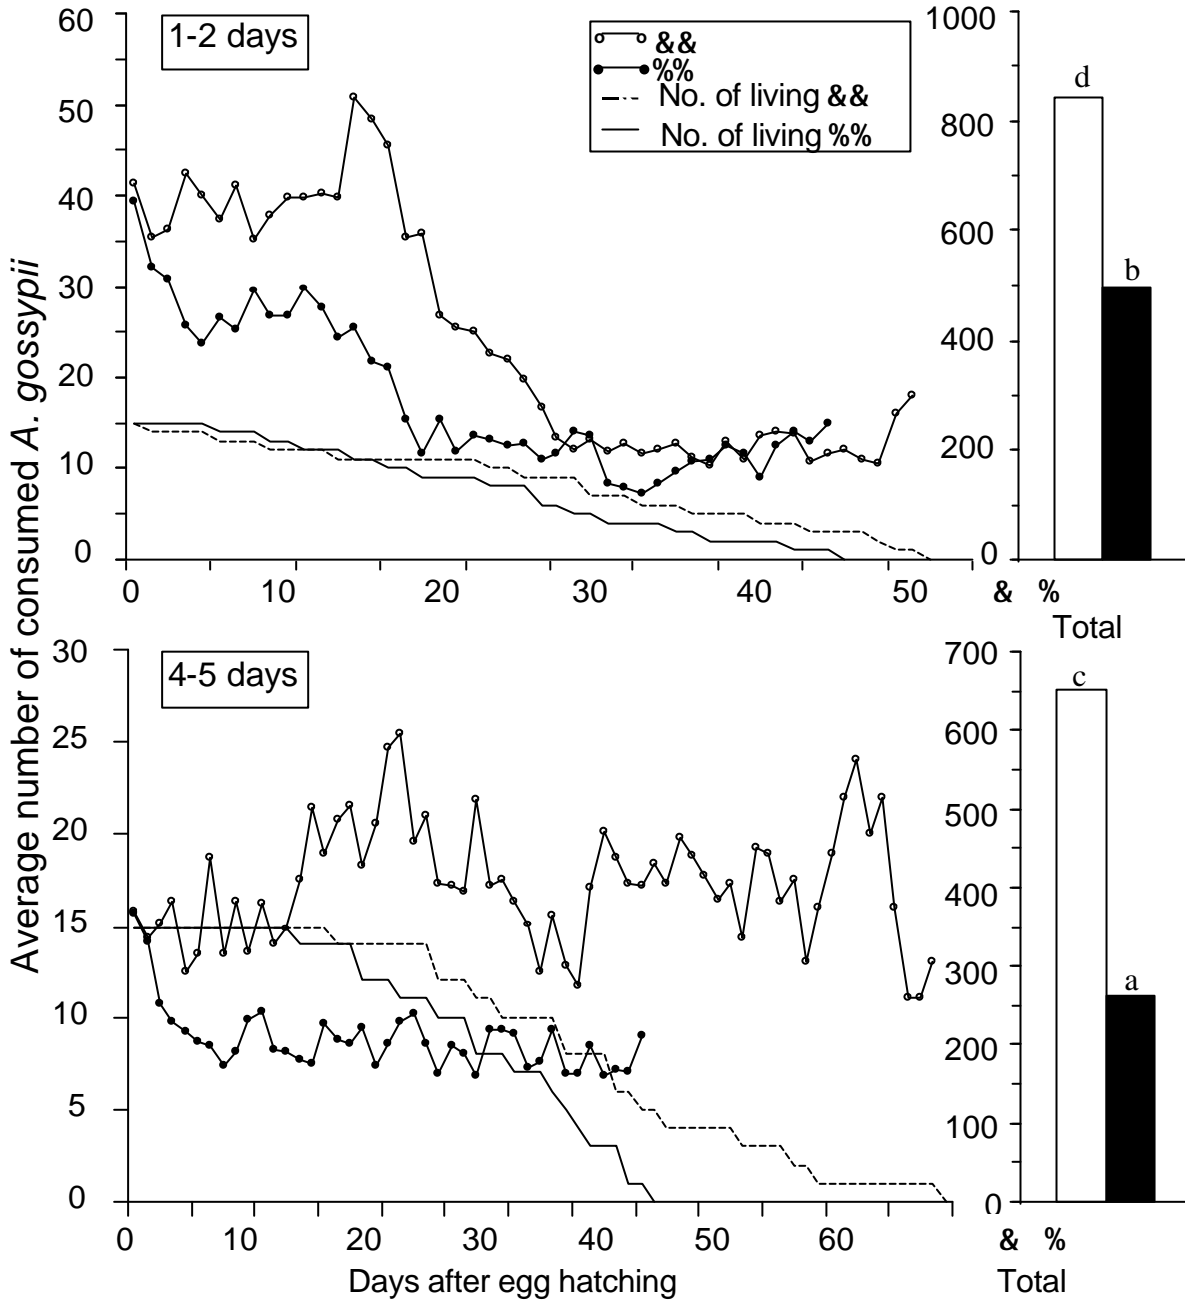 Average number of consumed A. gossypii
60
50
40
30
20
10
0
1-2 days
&&
%%
No. of living &&
No. of living %%
0 10 20 30 40 50
1000
800
600
400
200
0
d
b
& %
Total
30
25
20
15
10
5
0
4-5 days
0 10 20 30 40 50 60
Days after egg hatching
700
600
500
400
300
200
100
0
c
a
& %
Total